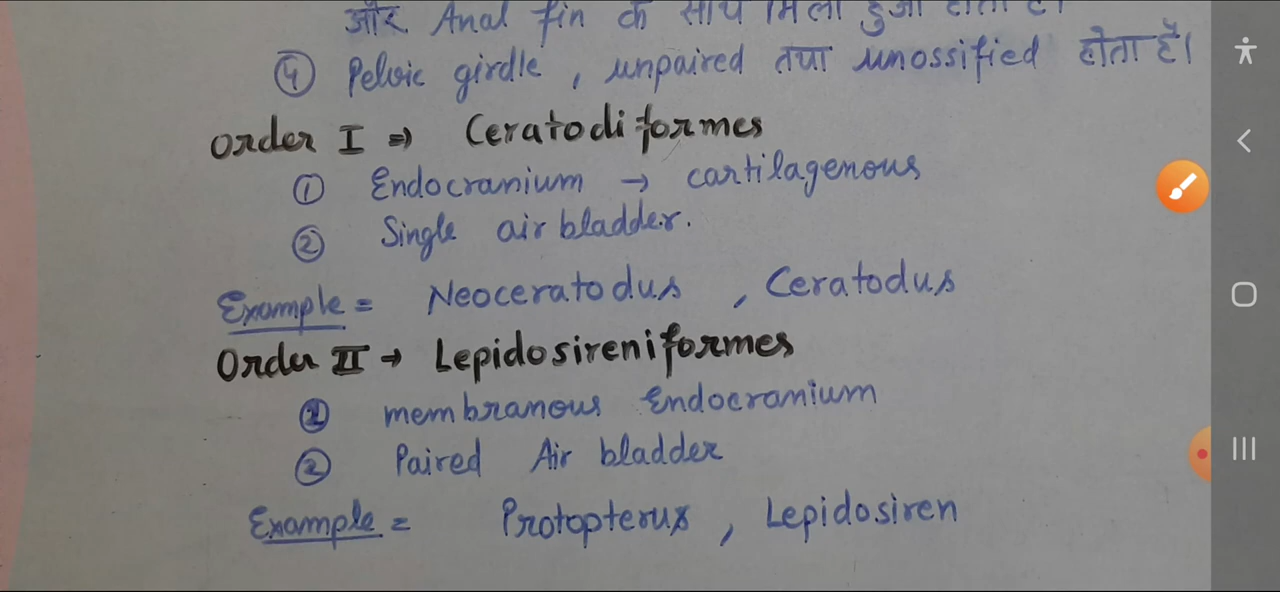 और Anal fin के साथ मिला हुआ होता है।
④ Pelvic girdle, unpaired तथा unossified होता है।
Order I ⇒ Ceratodiformes
① Endocranium → cartilagenous
② Single air bladder.
Example = Neoceratodus, Ceratodus
Order II → Lepidosireniformes
① membranous Endocranium
② Paired Air bladder
Example = Protopterus, Lepidosiren